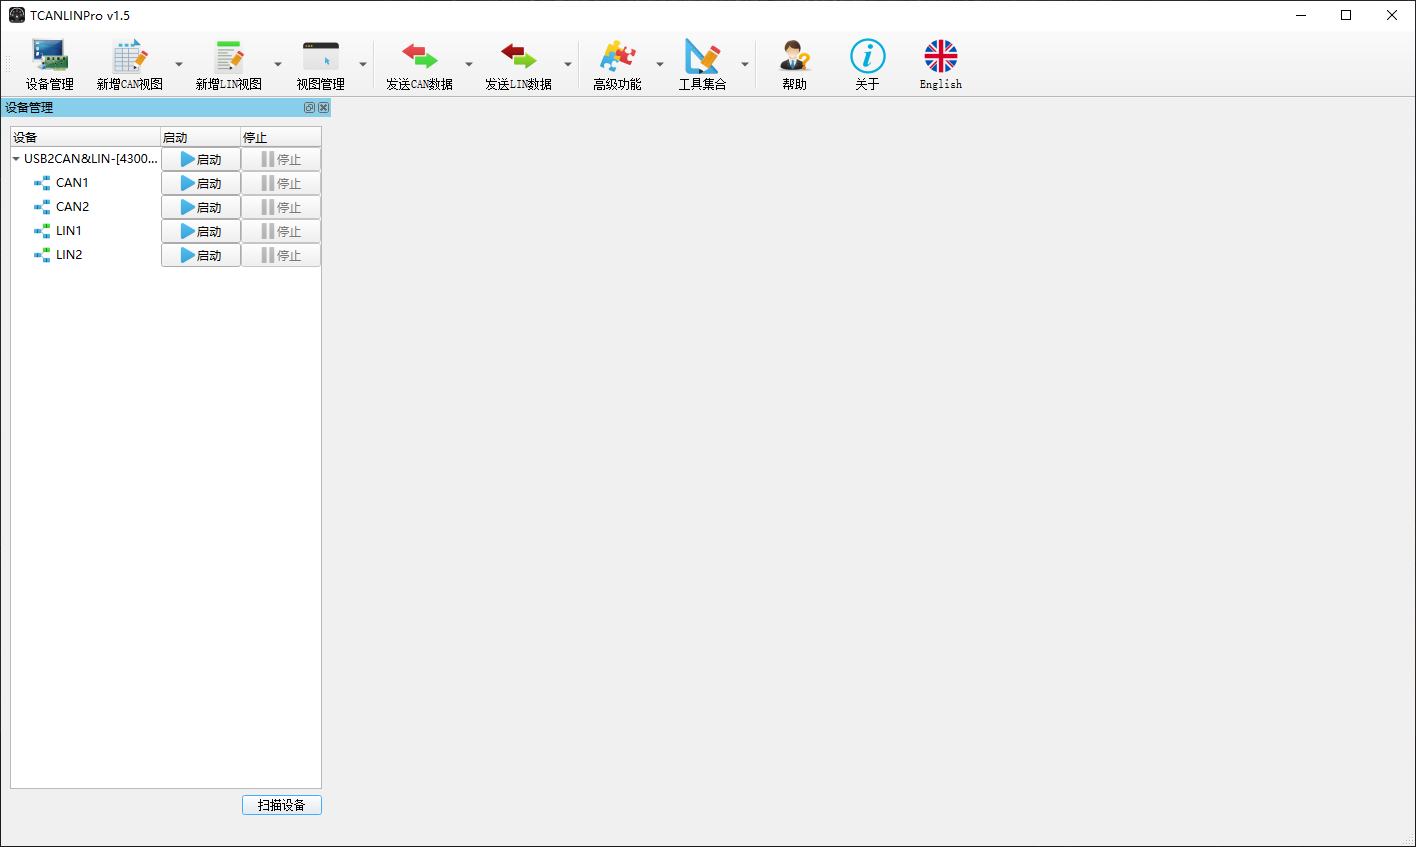 TCANLINPro v1.5
设备管理 新增CAN视图 新增LIN视图 视图管理 发送CAN数据 发送LIN数据 高级功能 工具集合 帮助 关于 English
设备管理
设备 启动 停止
USB2CAN&LIN-[4300... 启动 停止
CAN1 启动 停止
CAN2 启动 停止
LIN1 启动 停止
LIN2 启动 停止
扫描设备